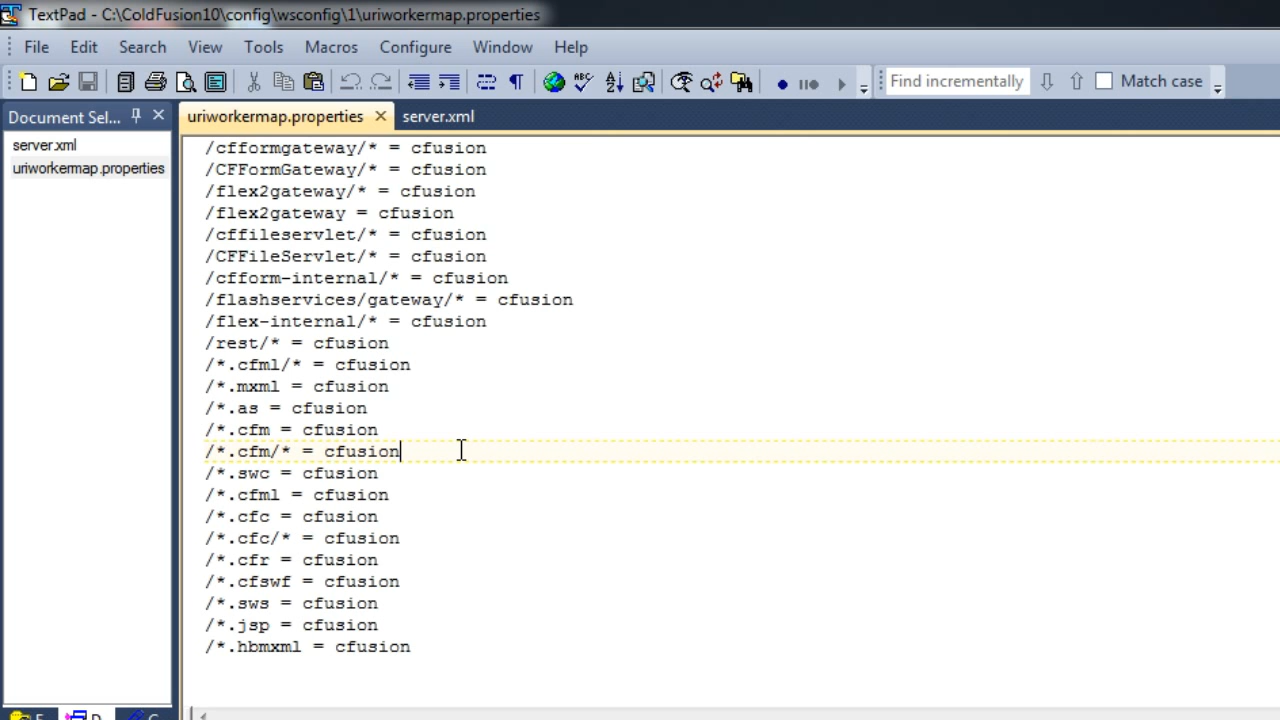 TextPad - C:\ColdFusion10\config\wsconfig\1\uriworkermap.properties
File Edit Search View Tools Macros Configure Window Help
Find incrementally Match case
Document Sel...
uriworkermap.properties server.xml
server.xml
uriworkermap.properties
/cfformgateway/* = cfusion
/CFFormGateway/* = cfusion
/flex2gateway/* = cfusion
/flex2gateway = cfusion
/cffileservlet/* = cfusion
/CFFileServlet/* = cfusion
/cfform-internal/* = cfusion
/flashservices/gateway/* = cfusion
/flex-internal/* = cfusion
/rest/* = cfusion
/*.cfml/* = cfusion
/*.mxml = cfusion
/*.as = cfusion
/*.cfm = cfusion
/*.cfm/* = cfusion
/*.swc = cfusion
/*.cfml = cfusion
/*.cfc = cfusion
/*.cfc/* = cfusion
/*.cfr = cfusion
/*.cfswf = cfusion
/*.sws = cfusion
/*.jsp = cfusion
/*.hbmxml = cfusion